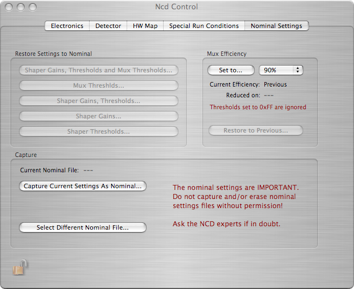 Ncd Control
Electronics Detector HW Map Special Run Conditions Nominal Settings
Restore Settings to Nominal
Shaper Gains, Thresholds and Mux Thresholds...
Mux Threshlds...
Shaper Gains, Thresholds...
Shaper Gains...
Shaper Thresholds...
Mux Efficiency
Set to... 90%
Current Efficiency: Previous
Reduced on: ---
Thresholds set to 0xFF are ignored
Restore to Previous...
Capture
Current Nominal File: ---
Capture Current Settings As Nominal...
Select Different Nominal File...
The nominal settings are IMPORTANT.
Do not capture and/or erase nominal
settings files without permission!
Ask the NCD experts if in doubt.